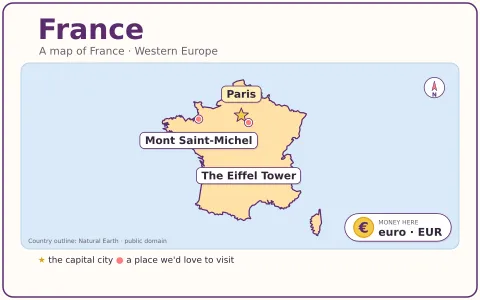 France
A map of France · Western Europe
Paris
N
Mont Saint-Michel
The Eiffel Tower
€
MONEY HERE
euro · EUR
Country outline: Natural Earth · public domain
★ the capital city ● a place we'd love to visit